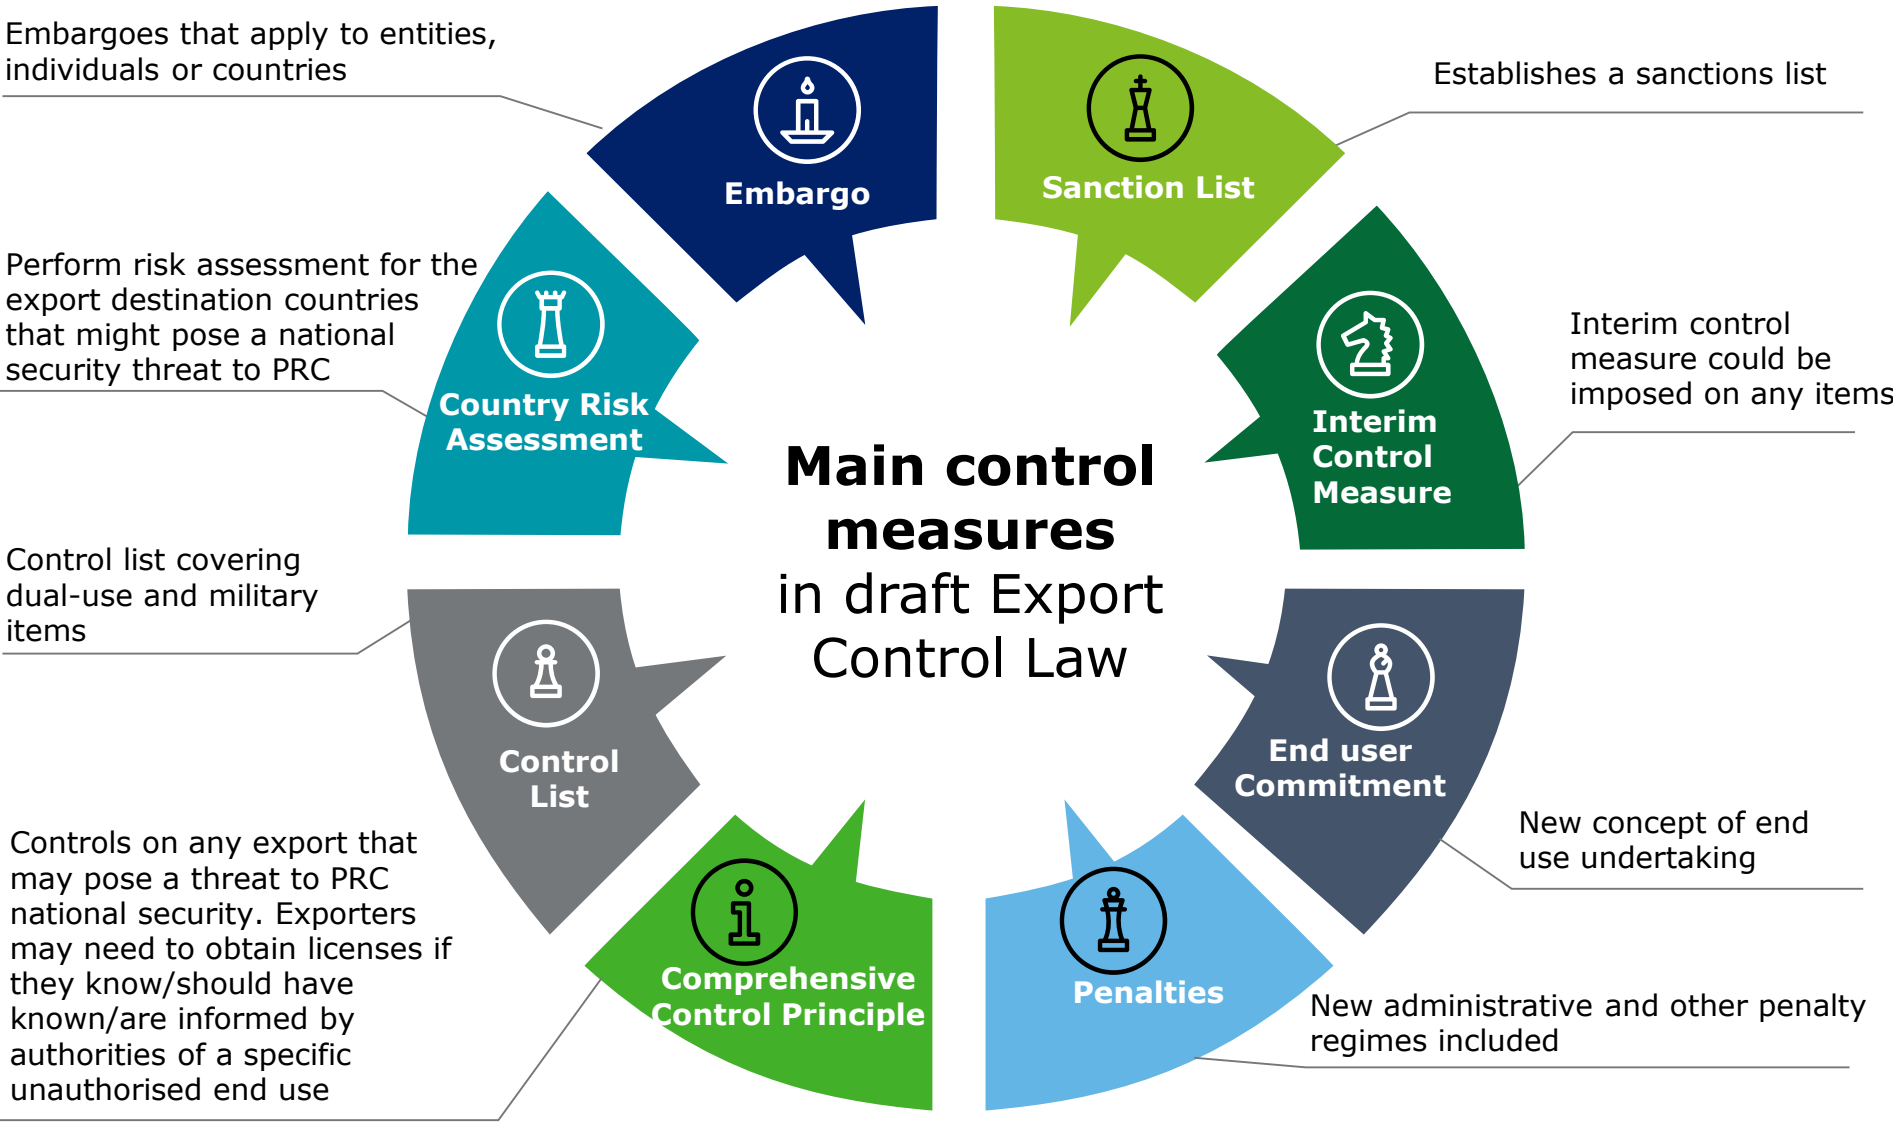 Embargoes that apply to entities,
individuals or countries
Embargo
Sanction List
Establishes a sanctions list
Perform risk assessment for the
export destination countries
that might pose a national
security threat to PRC
Country Risk
Assessment
Interim
Control
Measure
Interim control
measure could be
imposed on any items
Main control
measures
in draft Export
Control Law
Control list covering
dual-use and military
items
Control
List
End user
Commitment
New concept of end
use undertaking
Controls on any export that
may pose a threat to PRC
national security. Exporters
may need to obtain licenses if
they know/should have
known/are informed by
authorities of a specific
unauthorised end use
Comprehensive
Control Principle
Penalties
New administrative and other penalty
regimes included